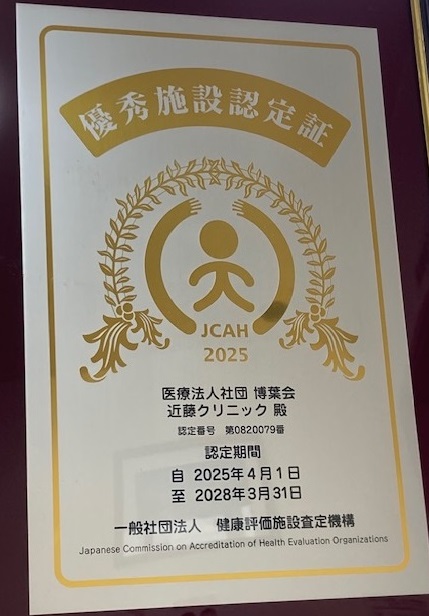 優秀施設認定証
JCAH
2025
医療法人社団 博葉会
近藤クリニック 殿
認定番号 第0820079番
認定期間
自 2025年4月1日
至 2028年3月31日
一般社団法人 健康評価施設査定機構
Japanese Commission on Accreditation of Health Evaluation Organizations